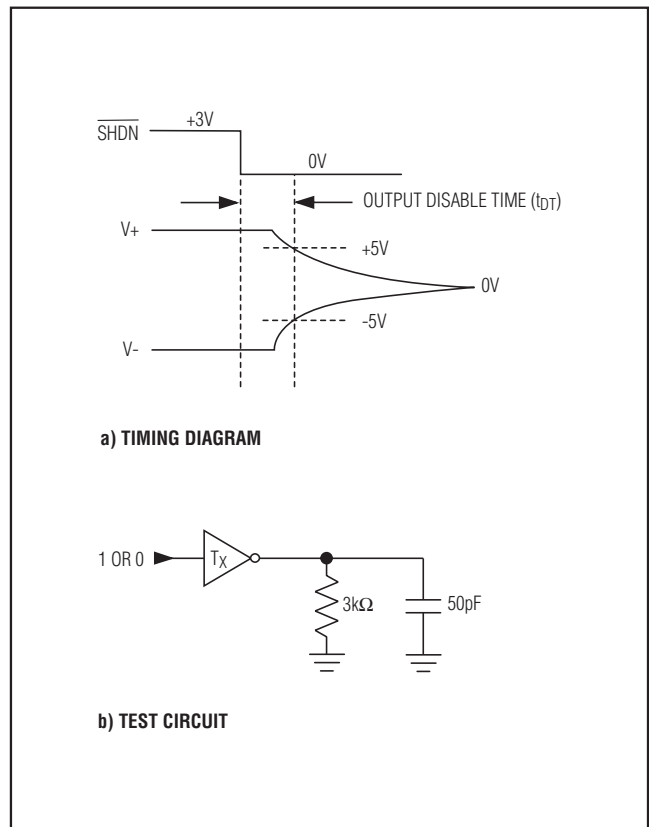 +3V
SHDN
0V
OUTPUT DISABLE TIME (tDT)
V+
+5V
0V
-5V
V-
a) TIMING DIAGRAM
1 OR 0
TX
3kΩ
50pF
b) TEST CIRCUIT